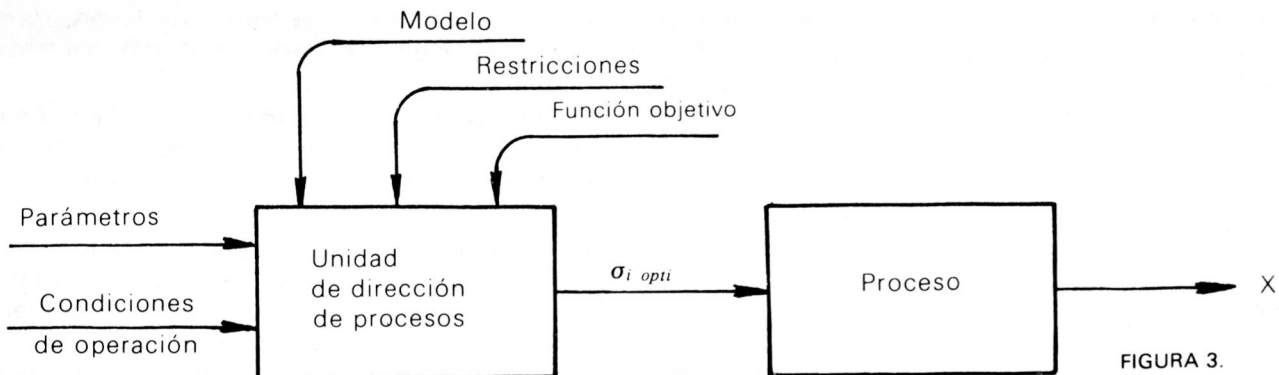 Modelo
Restricciones
Función objetivo
Parámetros
Condiciones
de operación
Unidad
de dirección
de procesos
σi opti
Proceso
X
FIGURA 3.